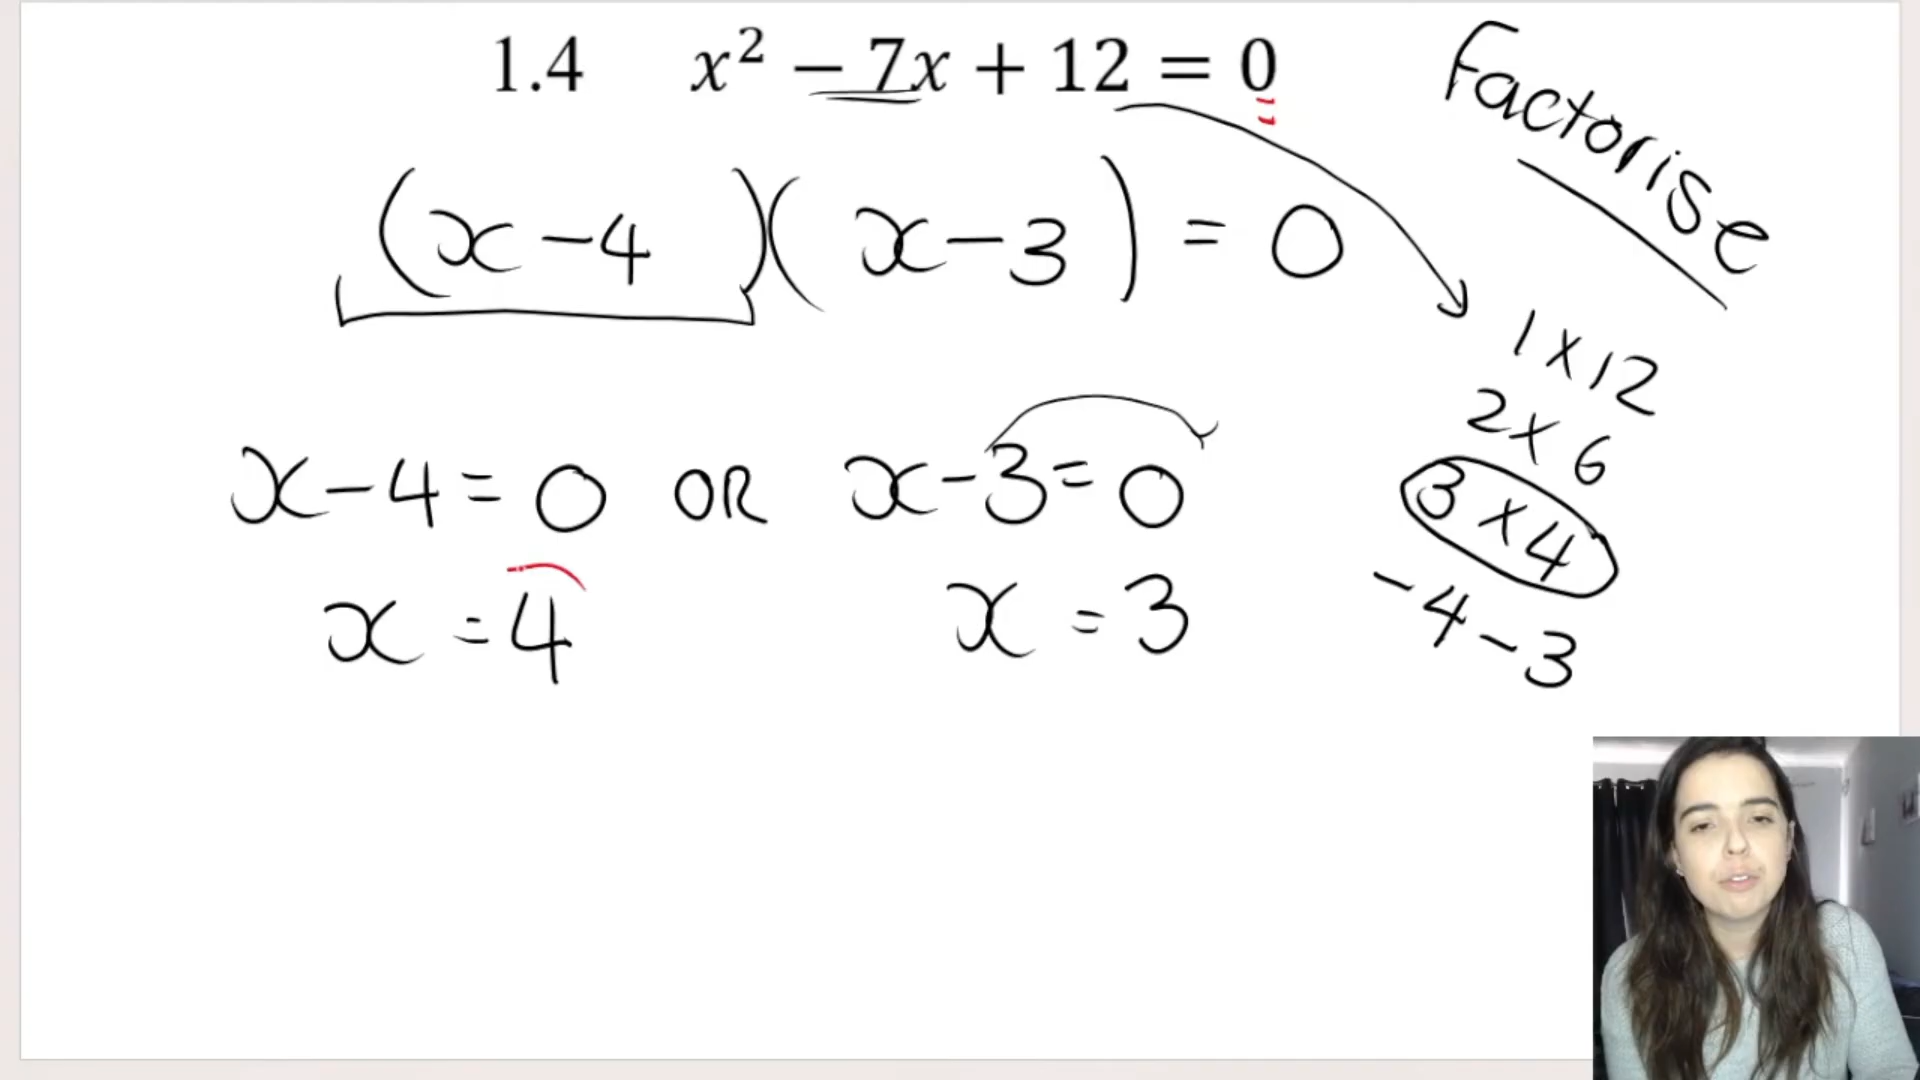 1.4 x² − 7x + 12 = 0
Factorise
(x − 4)(x − 3) = 0
1 x 12
2 x 6
3 x 4
-4 -3
x − 4 = 0 OR x − 3 = 0
x = 4 x = 3